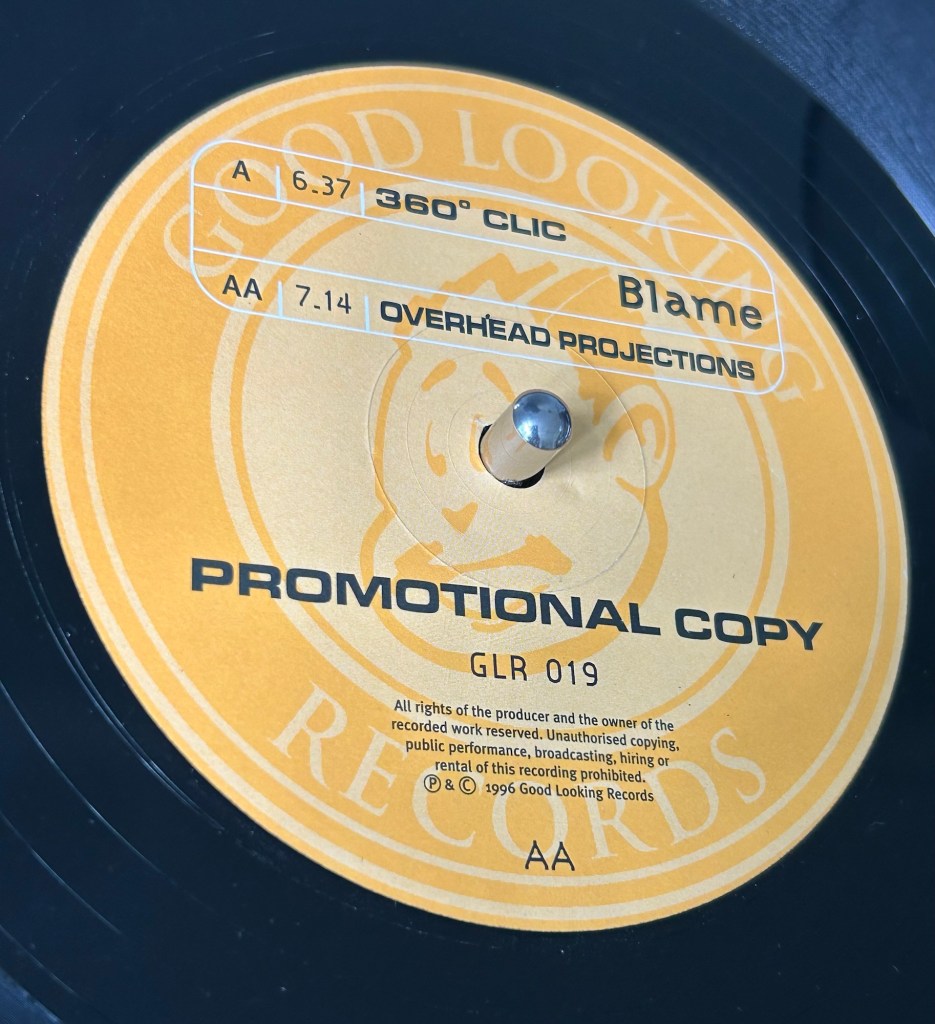 GOOD LOOKING
A 6.37 360° CLIC
Blame
AA 7.14 OVERHEAD PROJECTIONS
PROMOTIONAL COPY
GLR 019
All rights of the producer and the owner of the
recorded work reserved. Unauthorised copying,
public performance, broadcasting, hiring or
rental of this recording prohibited.
Ⓟ & © 1996 Good Looking Records
RECORDS
AA